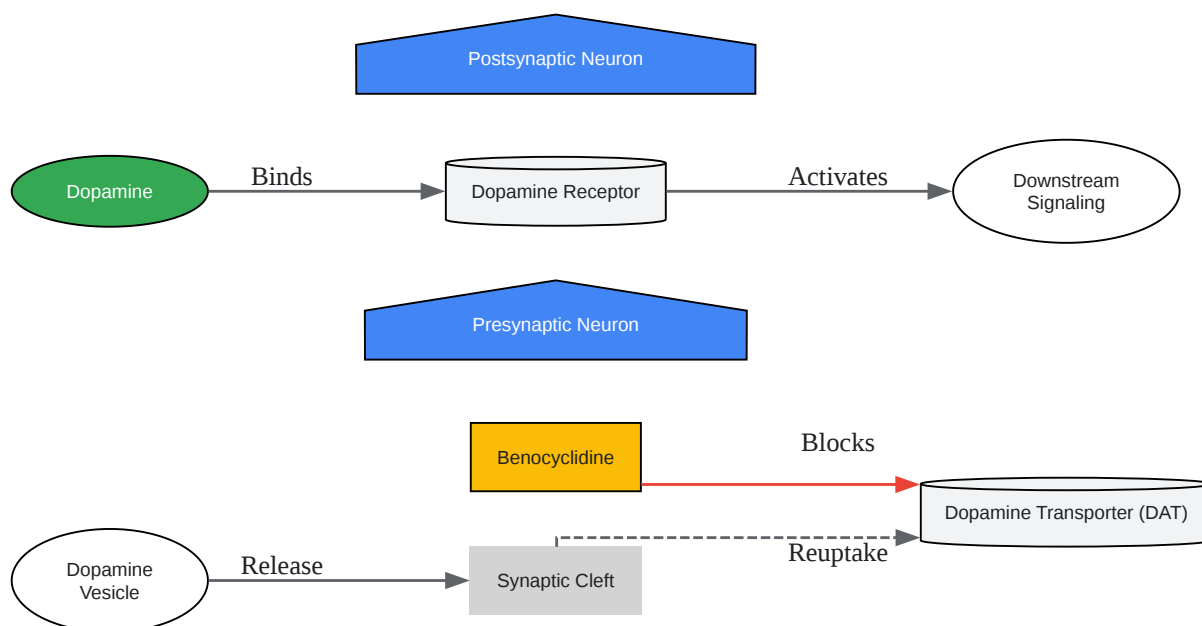 Postsynaptic Neuron
Dopamine
Binds
Dopamine Receptor
Activates
Downstream
Signaling
Presynaptic Neuron
Benocyclidine
Blocks
Dopamine Transporter (DAT)
Reuptake
Dopamine
Vesicle
Release
Synaptic Cleft